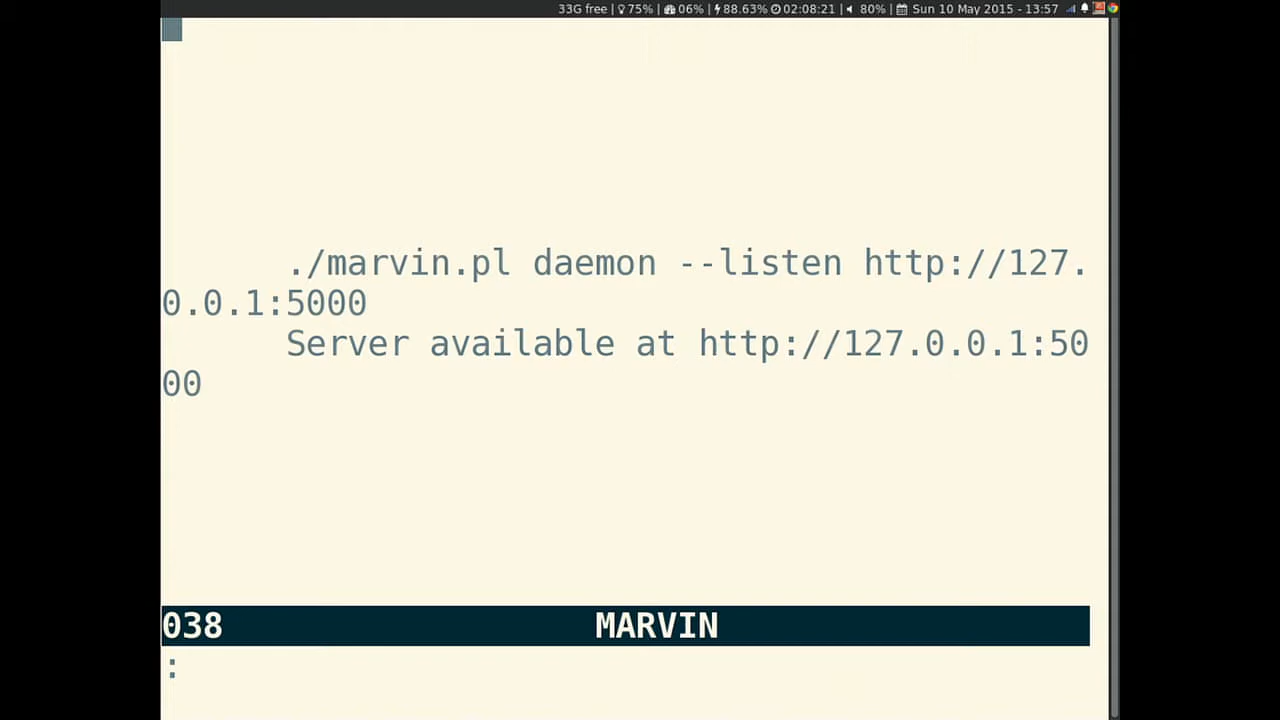 33G free | 75% | 06% | 88.63% 02:08:21 | 80% | Sun 10 May 2015 - 13:57
./marvin.pl daemon --listen http://127.
0.0.1:5000
Server available at http://127.0.0.1:50
00
038 MARVIN
: